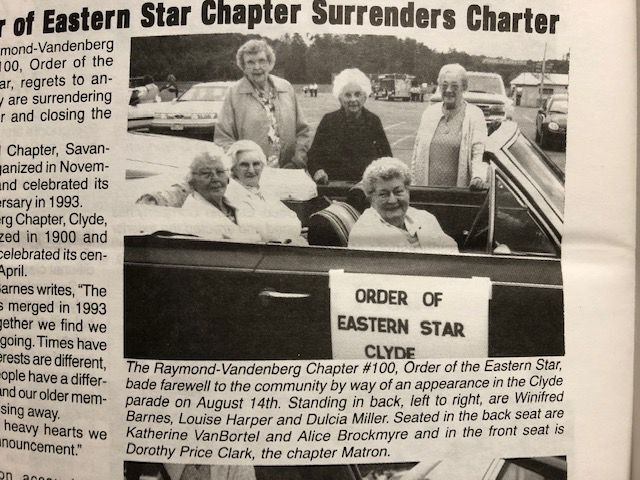 of Eastern Star Chapter Surrenders Charter
mond-Vandenberg
100, Order of the
ar, regrets to an-
y are surrendering
r and closing the
l Chapter, Savan-
ganized in Novem-
and celebrated its
ersary in 1993.
rg Chapter, Clyde,
zed in 1900 and
celebrated its cen-
April.
Barnes writes, "The
s merged in 1993
gether we find we
going. Times have
erests are different,
ople have a differ-
and our older mem-
sing away.
heavy hearts we
nnouncement."
ORDER OF
EASTERN STAR
CLYDE
The Raymond-Vandenberg Chapter #100, Order of the Eastern Star,
bade farewell to the community by way of an appearance in the Clyde
parade on August 14th. Standing in back, left to right, are Winifred
Barnes, Louise Harper and Dulcia Miller. Seated in the back seat are
Katherine VanBortel and Alice Brockmyre and in the front seat is
Dorothy Price Clark, the chapter Matron.